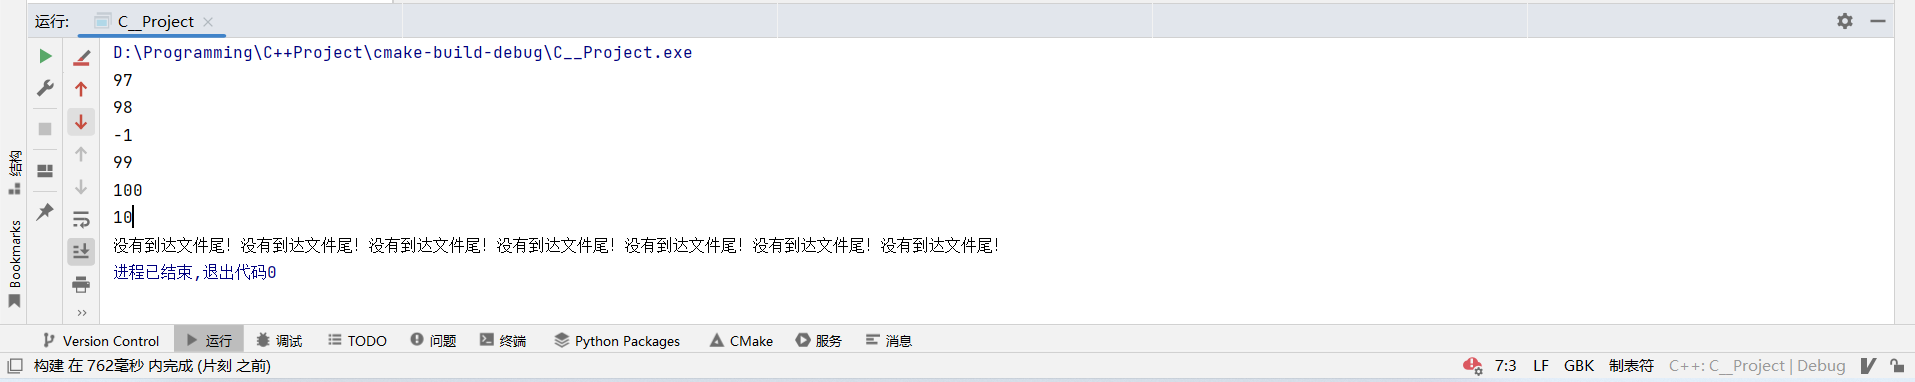 运行:
C__Project
D:\Programming\C++Project\cmake-build-debug\C__Project.exe
97
98
-1
99
100
10
没有到达文件尾！没有到达文件尾！没有到达文件尾！没有到达文件尾！没有到达文件尾！没有到达文件尾！没有到达文件尾！
进程已结束,退出代码0
结构
Bookmarks
Version Control
运行
调试
TODO
问题
终端
Python Packages
CMake
服务
消息
构建 在 762毫秒 内完成 (片刻 之前)
7:3
LF
GBK
制表符
C++: C__Project | Debug